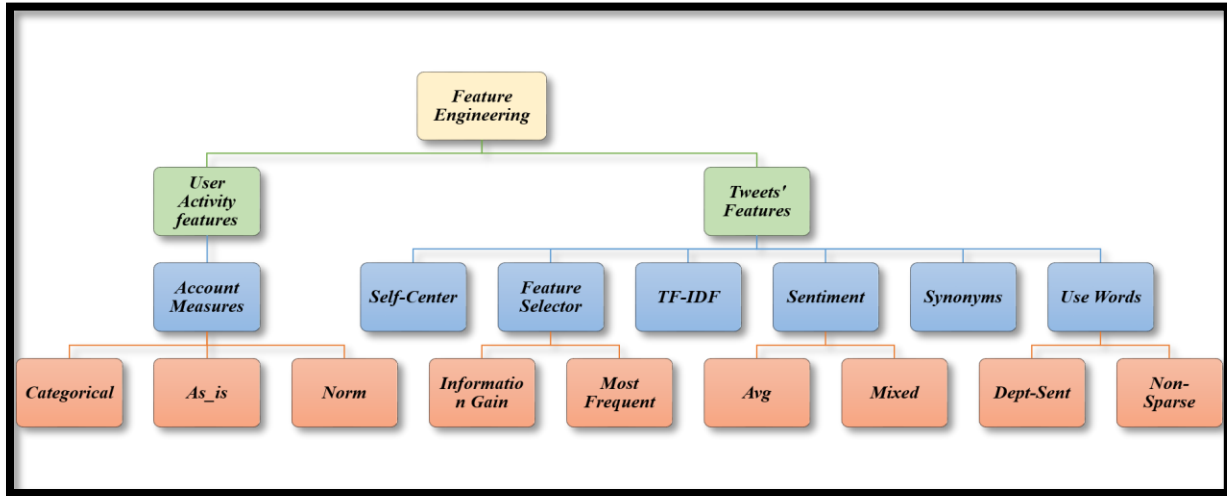 Feature
Engineering
User
Activity
features
Tweets'
Features
Account
Measures
Self-Center
Feature
Selector
TF-IDF
Sentiment
Synonyms
Use Words
Categorical
As_is
Norm
Informatio
n Gain
Most
Frequent
Avg
Mixed
Dept-Sent
Non-
Sparse